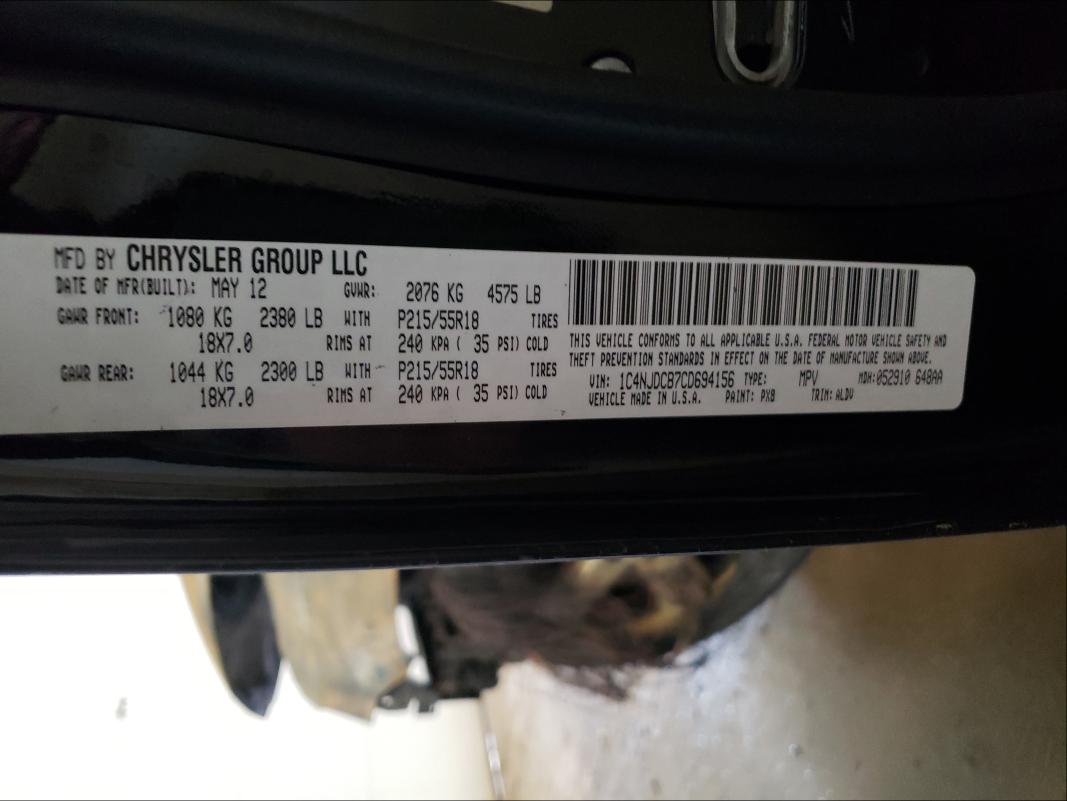 MFD BY CHRYSLER GROUP LLC
DATE OF MFR(BUILT): MAY 12 GVWR: 2076 KG 4575 LB
GAWR FRONT: 1080 KG 2380 LB WITH P215/55R18 TIRES
18X7.0 RIMS AT 240 KPA ( 35 PSI) COLD
GAWR REAR: 1044 KG 2300 LB WITH P215/55R18 TIRES
18X7.0 RIMS AT 240 KPA ( 35 PSI) COLD
THIS VEHICLE CONFORMS TO ALL APPLICABLE U.S.A. FEDERAL MOTOR VEHICLE SAFETY AND
THEFT PREVENTION STANDARDS IN EFFECT ON THE DATE OF MANUFACTURE SHOWN ABOVE.
VIN: 1C4NJDCB7CD694156 TYPE: MPV MDH:052910 648AA
VEHICLE MADE IN U.S.A. PAINT: PX8 TRIM: ALDV